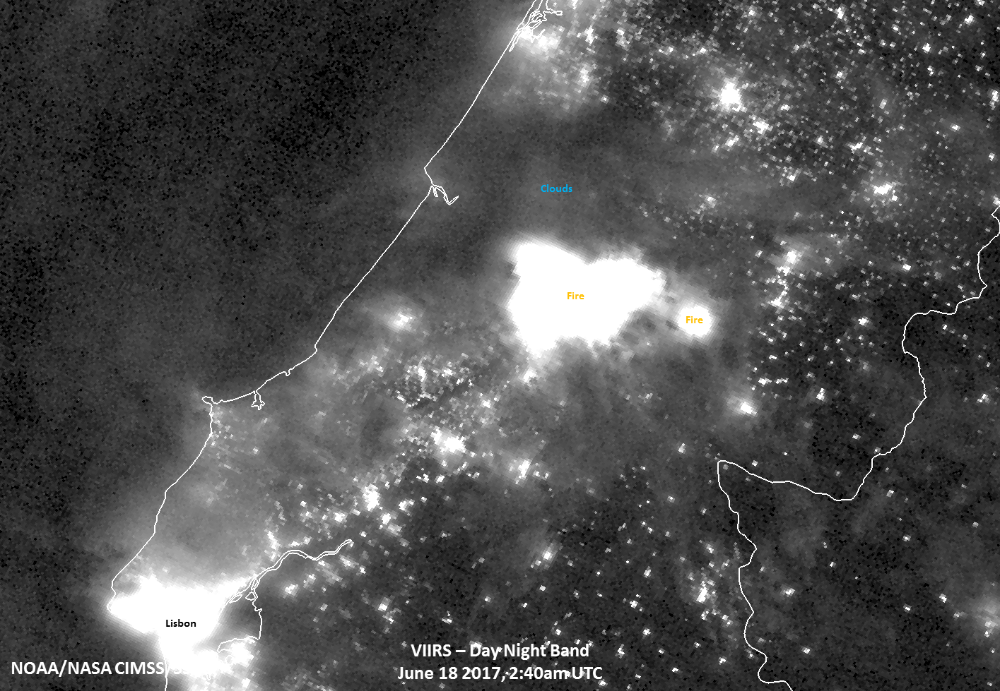 Clouds
Fire
Fire
Lisbon
VIIRS – Day Night Band
NOAA/NASA CIMSS/
June 18 2017, 2:40am UTC